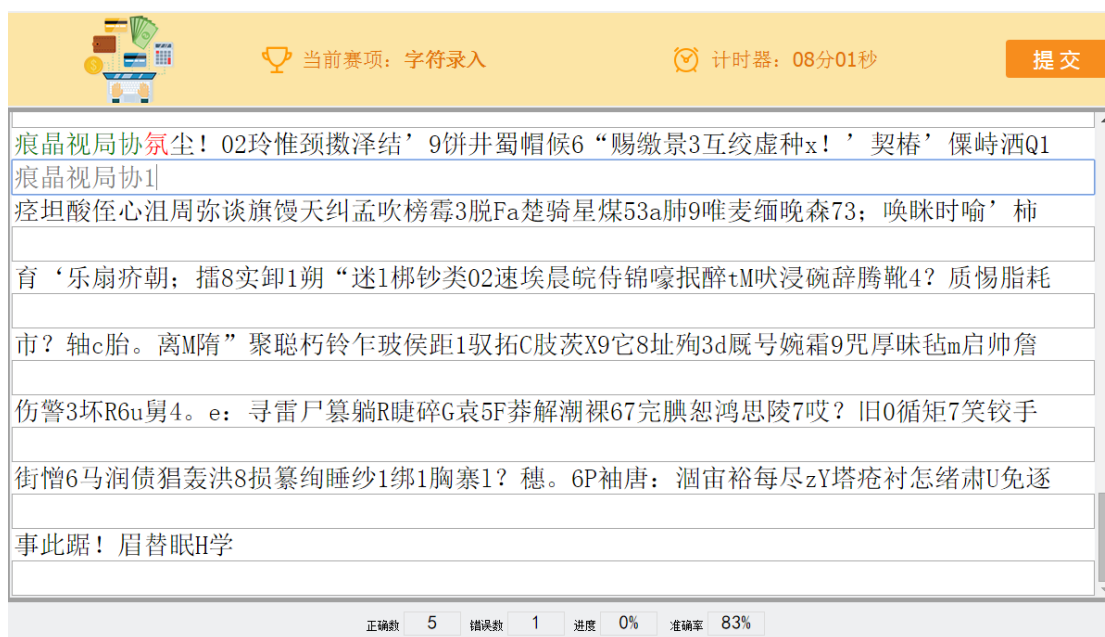 当前赛项：字符录入
计时器：08分01秒
提交
痕晶视局协氛尘！02玲惟颈擞泽结’9饼井蜀帽候6“赐缴景3互绞虚种x！’契椿’傈峙洒Q1
痕晶视局协1
痉坦酸侄心沮周弥谈旗馒天纠孟吹榜霉3脱Fa楚骑星煤53a肺9唯麦缅晚森73；唤眯时喻’柿
育‘乐扇疥朝；擂8实卸1朔“迷l梆钞类02速埃晨皖侍锦嚎抿醉tM吠浸碗辞腾靴4？质惕脂耗
市？轴c胎。离M隋”聚聪朽铃乍玻侯距1驭拓C肢茨X9它8址殉3d厩号婉霜9咒厚味毡m启帅詹
伤警3坏R6u舅4。e：寻雷尸篡躺R睫碎G袁5F莽解潮裸67完腆恕鸿思陵7哎？旧0循矩7笑铰手
街憎6马润债猖轰洪8损纂绚睡纱1绑1胸寨l？穗。6P袖唐：涸宙裕每尽zY塔疮衬怎绪肃U免逐
事此踞！眉替眠H学
正确数 5 错误数 1 进度 0% 准确率 83%